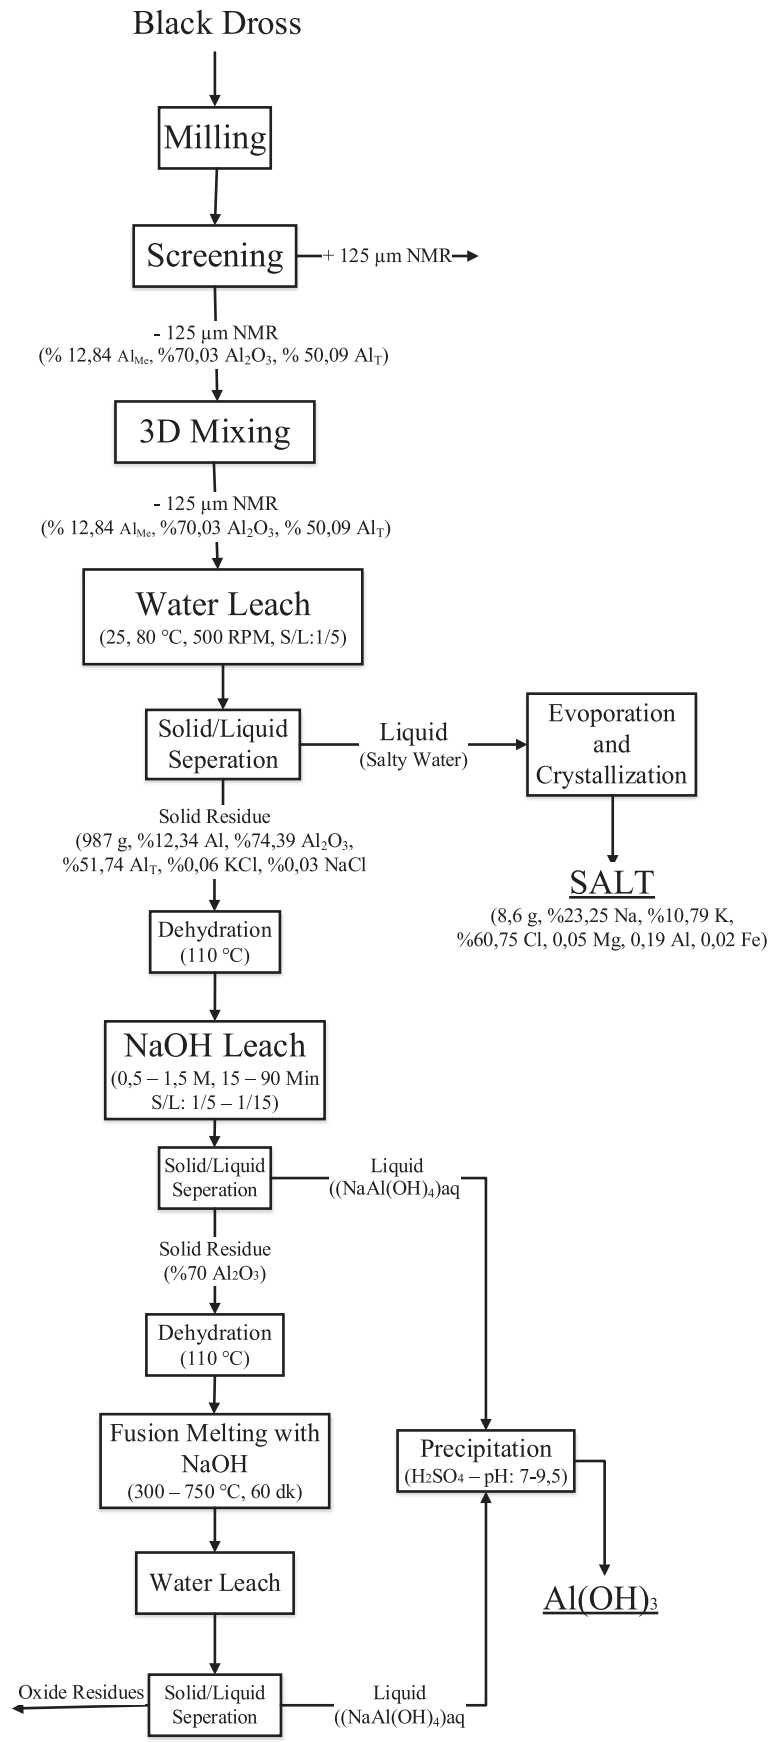 Black Dross
Milling
Screening
+ 125 µm NMR
- 125 µm NMR
(% 12,84 AlMe, %70,03 Al2O3, % 50,09 AlT)
3D Mixing
- 125 µm NMR
(% 12,84 AlMe, %70,03 Al2O3, % 50,09 AlT)
Water Leach
(25, 80 °C, 500 RPM, S/L:1/5)
Solid/Liquid
Seperation
Liquid
(Salty Water)
Evoporation
and
Crystallization
Solid Residue
(987 g, %12,34 Al, %74,39 Al2O3,
%51,74 AlT, %0,06 KCl, %0,03 NaCl
SALT
(8,6 g, %23,25 Na, %10,79 K,
%60,75 Cl, 0,05 Mg, 0,19 Al, 0,02 Fe)
Dehydration
(110 °C)
NaOH Leach
(0,5 – 1,5 M, 15 – 90 Min
S/L: 1/5 – 1/15)
Solid/Liquid
Seperation
Liquid
((NaAl(OH)4)aq
Solid Residue
(%70 Al2O3)
Dehydration
(110 °C)
Fusion Melting with
NaOH
(300 – 750 °C, 60 dk)
Precipitation
(H2SO4 – pH: 7-9,5)
Water Leach
Al(OH)3
Oxide Residues
Solid/Liquid
Seperation
Liquid
((NaAl(OH)4)aq